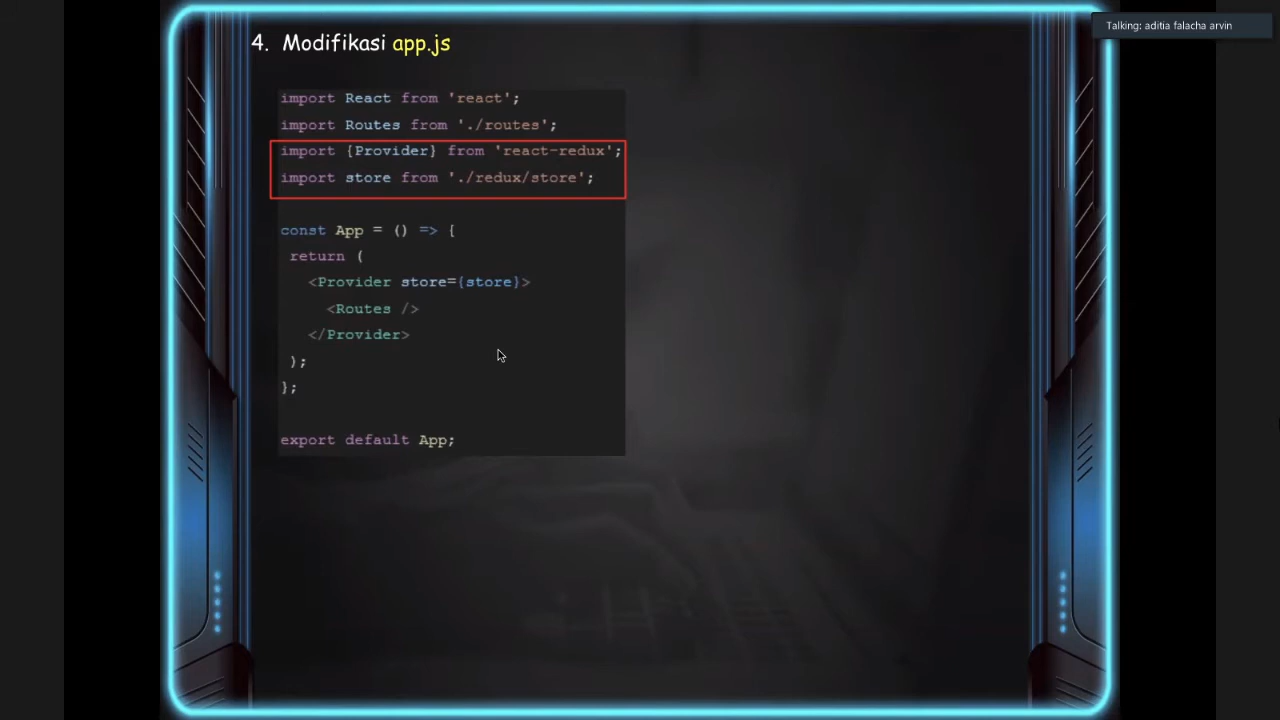 Talking: aditia falacha arvin
4. Modifikasi app.js
import React from 'react';
import Routes from './routes';
import {Provider} from 'react-redux';
import store from './redux/store';
const App = () => {
return (
<Provider store={store}>
<Routes />
</Provider>
);
};
export default App;